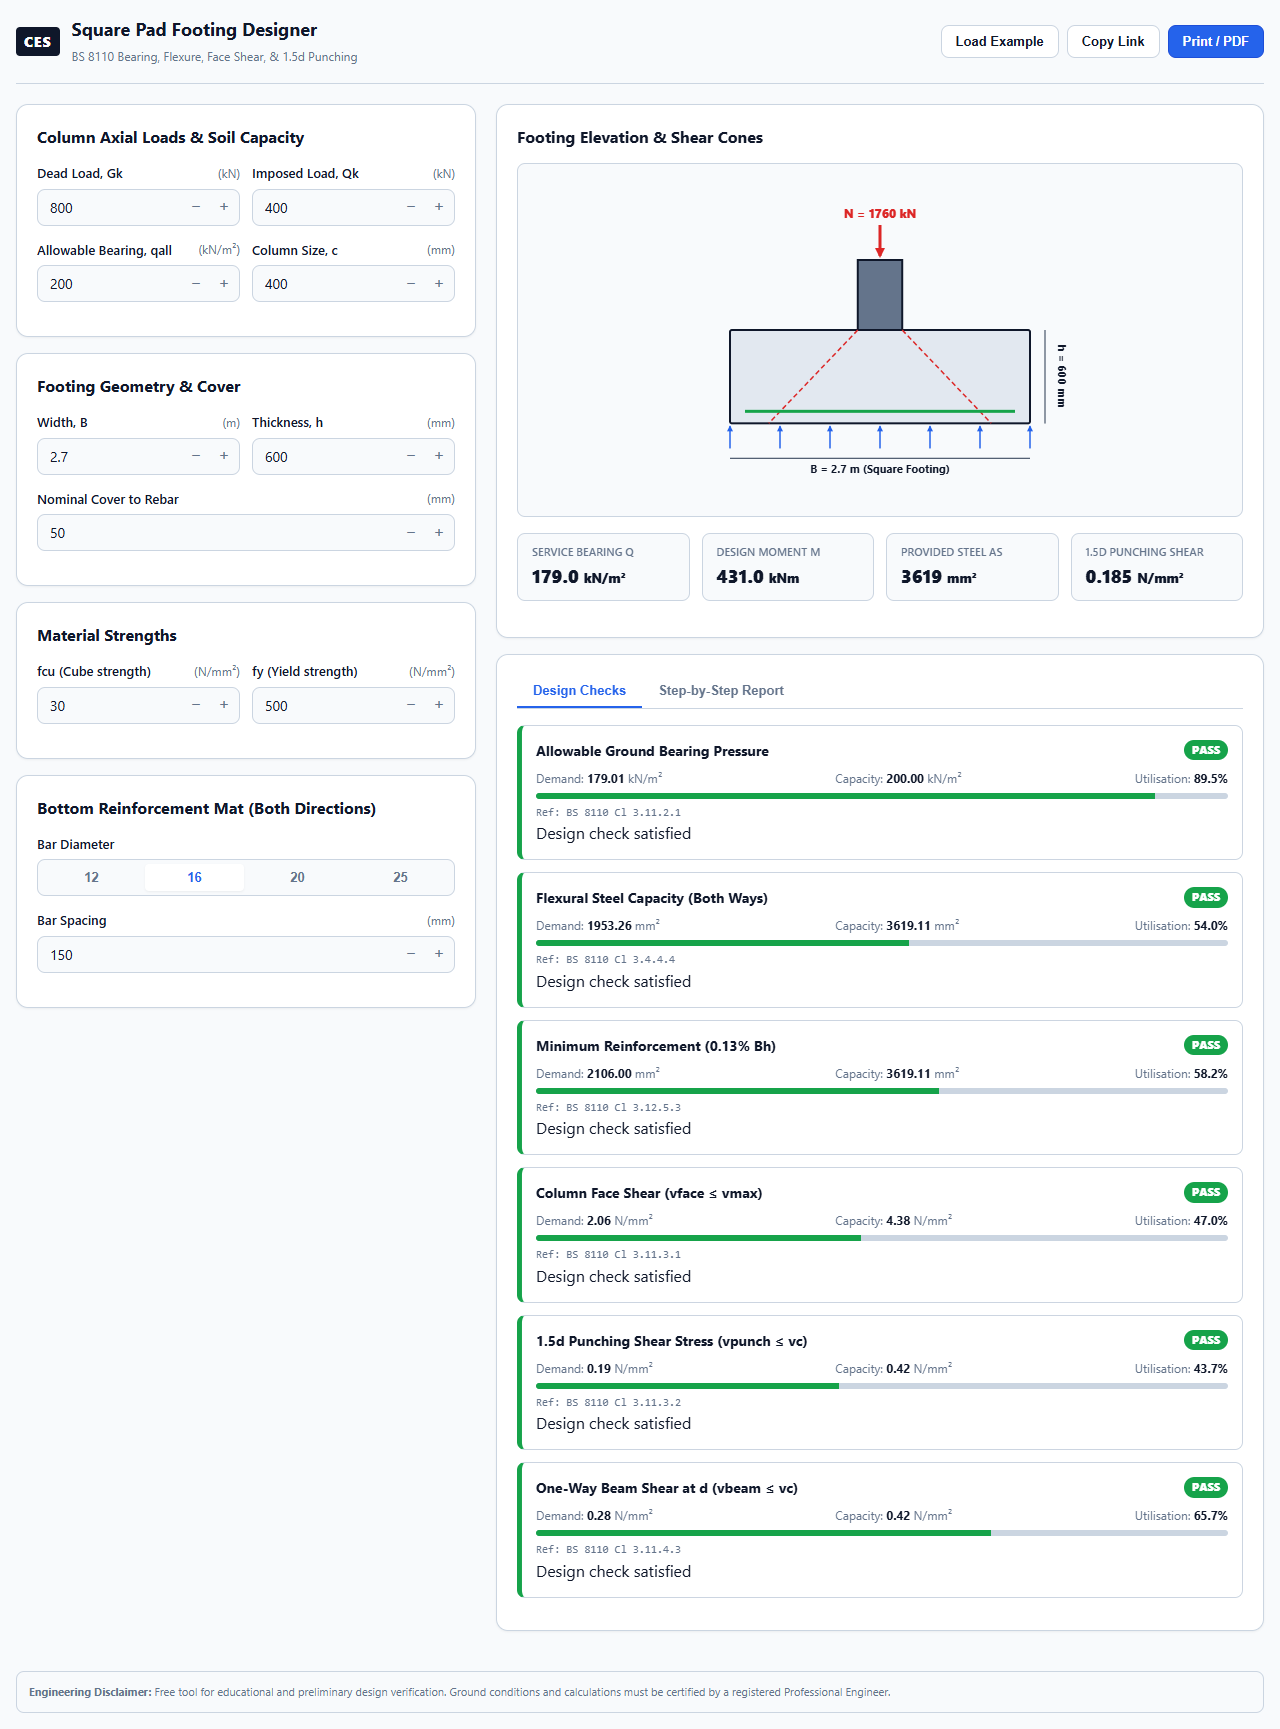 CES
Square Pad Footing Designer
BS 8110 Bearing, Flexure, Face Shear, & 1.5d Punching
Load Example
Copy Link
Print / PDF
Column Axial Loads & Soil Capacity
Dead Load, Gk (kN)
Imposed Load, Qk (kN)
800 − +
400 − +
Allowable Bearing, qall (kN/m²)
Column Size, c (mm)
200 − +
400 − +
Footing Geometry & Cover
Width, B (m)
Thickness, h (mm)
2.7 − +
600 − +
Nominal Cover to Rebar (mm)
50 − +
Material Strengths
fcu (Cube strength) (N/mm²)
fy (Yield strength) (N/mm²)
30 − +
500 − +
Bottom Reinforcement Mat (Both Directions)
Bar Diameter
12 16 20 25
Bar Spacing (mm)
150 − +
Footing Elevation & Shear Cones
N = 1760 kN
h = 600 mm
B = 2.7 m (Square Footing)
SERVICE BEARING Q
179.0 kN/m²
DESIGN MOMENT M
431.0 kNm
PROVIDED STEEL AS
3619 mm²
1.5D PUNCHING SHEAR
0.185 N/mm²
Design Checks
Step-by-Step Report
Allowable Ground Bearing Pressure PASS
Demand: 179.01 kN/m² Capacity: 200.00 kN/m² Utilisation: 89.5%
Ref: BS 8110 Cl 3.11.2.1
Design check satisfied
Flexural Steel Capacity (Both Ways) PASS
Demand: 1953.26 mm² Capacity: 3619.11 mm² Utilisation: 54.0%
Ref: BS 8110 Cl 3.4.4.4
Design check satisfied
Minimum Reinforcement (0.13% Bh) PASS
Demand: 2106.00 mm² Capacity: 3619.11 mm² Utilisation: 58.2%
Ref: BS 8110 Cl 3.12.5.3
Design check satisfied
Column Face Shear (vface ≤ vmax) PASS
Demand: 2.06 N/mm² Capacity: 4.38 N/mm² Utilisation: 47.0%
Ref: BS 8110 Cl 3.11.3.1
Design check satisfied
1.5d Punching Shear Stress (vpunch ≤ vc) PASS
Demand: 0.19 N/mm² Capacity: 0.42 N/mm² Utilisation: 43.7%
Ref: BS 8110 Cl 3.11.3.2
Design check satisfied
One-Way Beam Shear at d (vbeam ≤ vc) PASS
Demand: 0.28 N/mm² Capacity: 0.42 N/mm² Utilisation: 65.7%
Ref: BS 8110 Cl 3.11.4.3
Design check satisfied
Engineering Disclaimer: Free tool for educational and preliminary design verification. Ground conditions and calculations must be certified by a registered Professional Engineer.